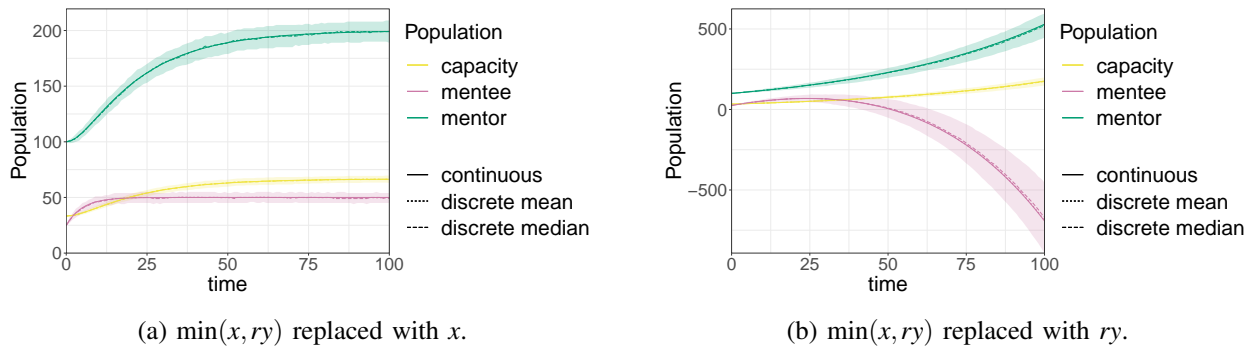 Population
200
150
100
50
0
0
25
50
75
100
time
Population
capacity
mentee
mentor
continuous
discrete mean
discrete median
(a) min(x, ry) replaced with x.
Population
500
0
−500
0
25
50
75
100
time
Population
capacity
mentee
mentor
continuous
discrete mean
discrete median
(b) min(x, ry) replaced with ry.